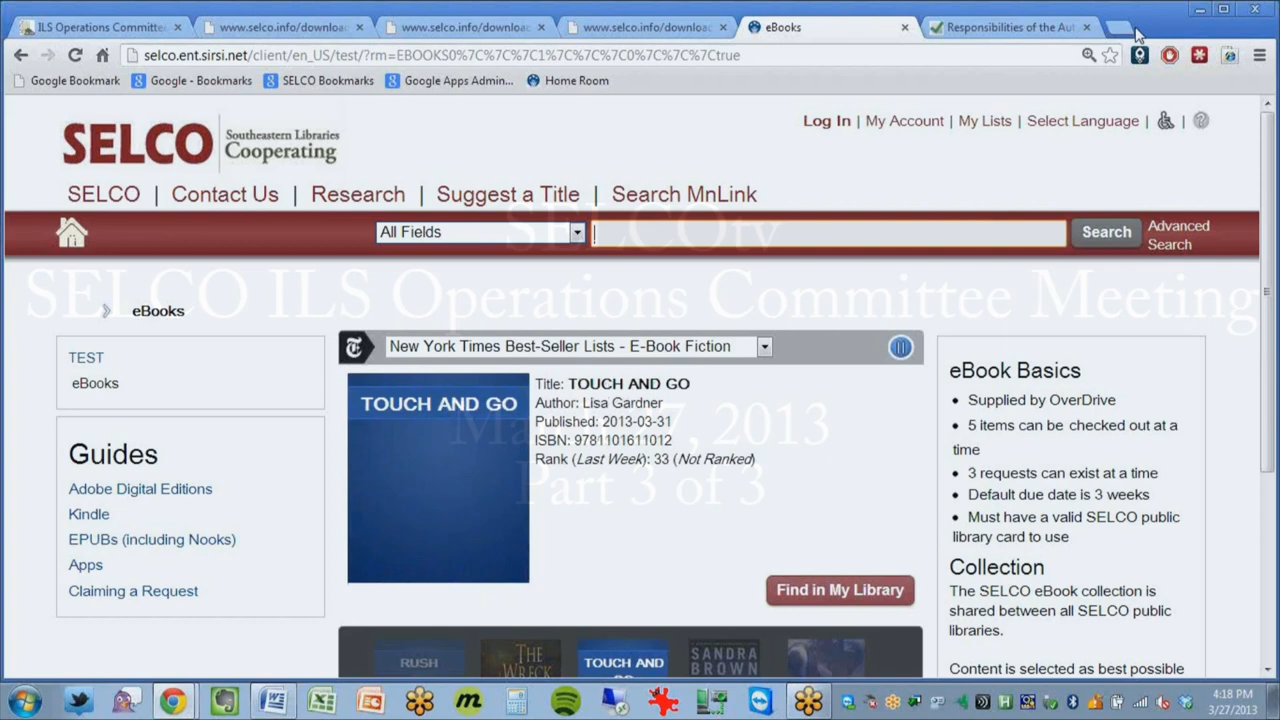 ILS Operations Committe
www.selco.info/downloa
www.selco.info/download
www.selco.info/downloa
eBooks
Responsibilities of the Aut
selco.ent.sirsi.net/client/en_US/test/?rm=EBOOKS0%7C%7C%7C1%7C%7C%7C0%7C%7C%7Ctrue
Google Bookmark
Google - Bookmarks
SELCO Bookmarks
Google Apps Admin...
Home Room
SELCO Southeastern Libraries
Cooperating
Log In | My Account | My Lists | Select Language |
SELCO | Contact Us | Research | Suggest a Title | Search MnLink
All Fields
Search
Advanced
Search
SELCOtv
SELCO ILS Operations Committee Meeting
March 27, 2013
Part 3 of 3
eBooks
TEST
eBooks
Guides
Adobe Digital Editions
Kindle
EPUBs (including Nooks)
Apps
Claiming a Request
New York Times Best-Seller Lists - E-Book Fiction
TOUCH AND GO
Title: TOUCH AND GO
Author: Lisa Gardner
Published: 2013-03-31
ISBN: 9781101611012
Rank (Last Week): 33 (Not Ranked)
Find in My Library
RUSH
THE
WRECK
TOUCH AND
GO
SANDRA
BROWN
eBook Basics
• Supplied by OverDrive
• 5 items can be checked out at a
time
• 3 requests can exist at a time
• Default due date is 3 weeks
• Must have a valid SELCO public
library card to use
Collection
The SELCO eBook collection is
shared between all SELCO public
libraries.
Content is selected as best possible
4:18 PM
3/27/2013